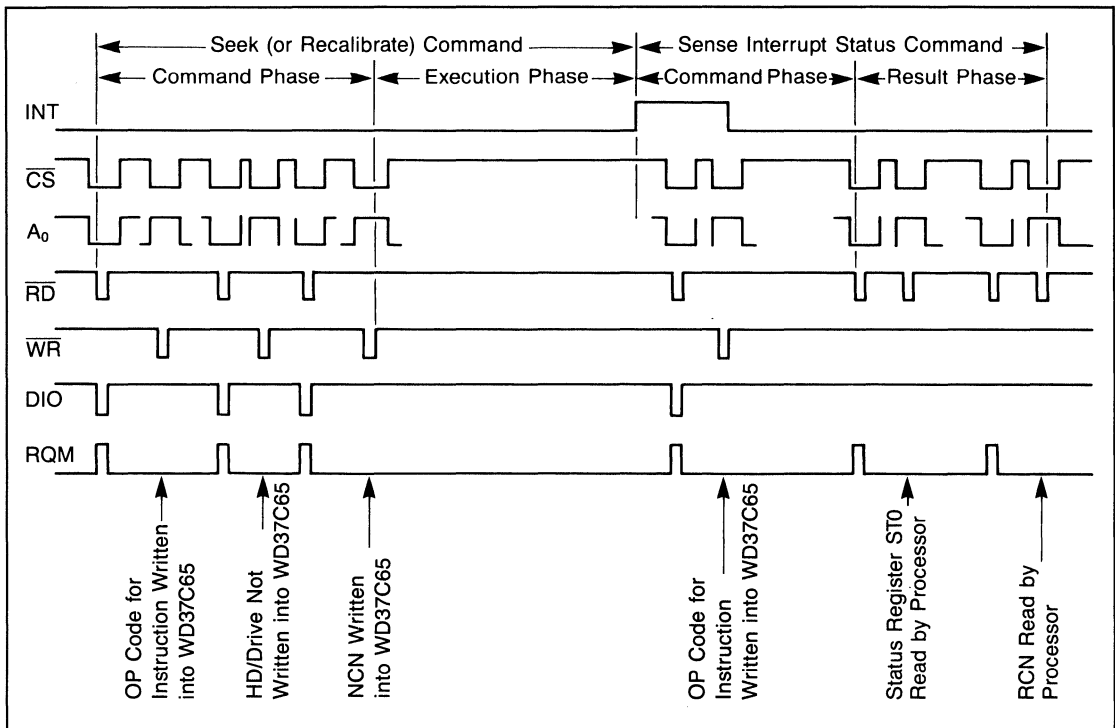 Seek (or Recalibrate) Command
Sense Interrupt Status Command
Command Phase
Execution Phase
Command Phase
Result Phase
INT
CS
A₀
RD
WR
DIO
RQM
OP Code for
Instruction Written
into WD37C65
HD/Drive Not
Written into WD37C65
NCN Written
into WD37C65
OP Code for
Instruction
Written into WD37C65
Status Register ST0
Read by Processor
RCN Read by
Processor